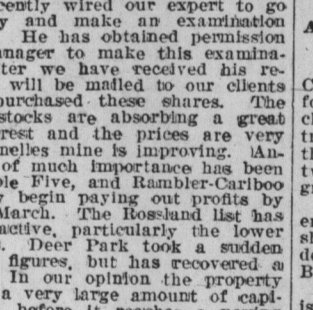 cently wired our expert to go
y and make an examination
He has obtained permission
anager to make this examina-
ter we have received his re-
will be mailed to our clients
purchased these shares. The
stocks are absorbing a great
rest and the prices are very
nelles mine is improving. An-
of much importance has been
le Five, and Rambler-Cariboo
y begin paying out profits by
March. The Rossland list has
active, particularly the lower
. Deer Park took a sudden
figures, but has recovered a
In our opinion the property
a very large amount of capi-
before it